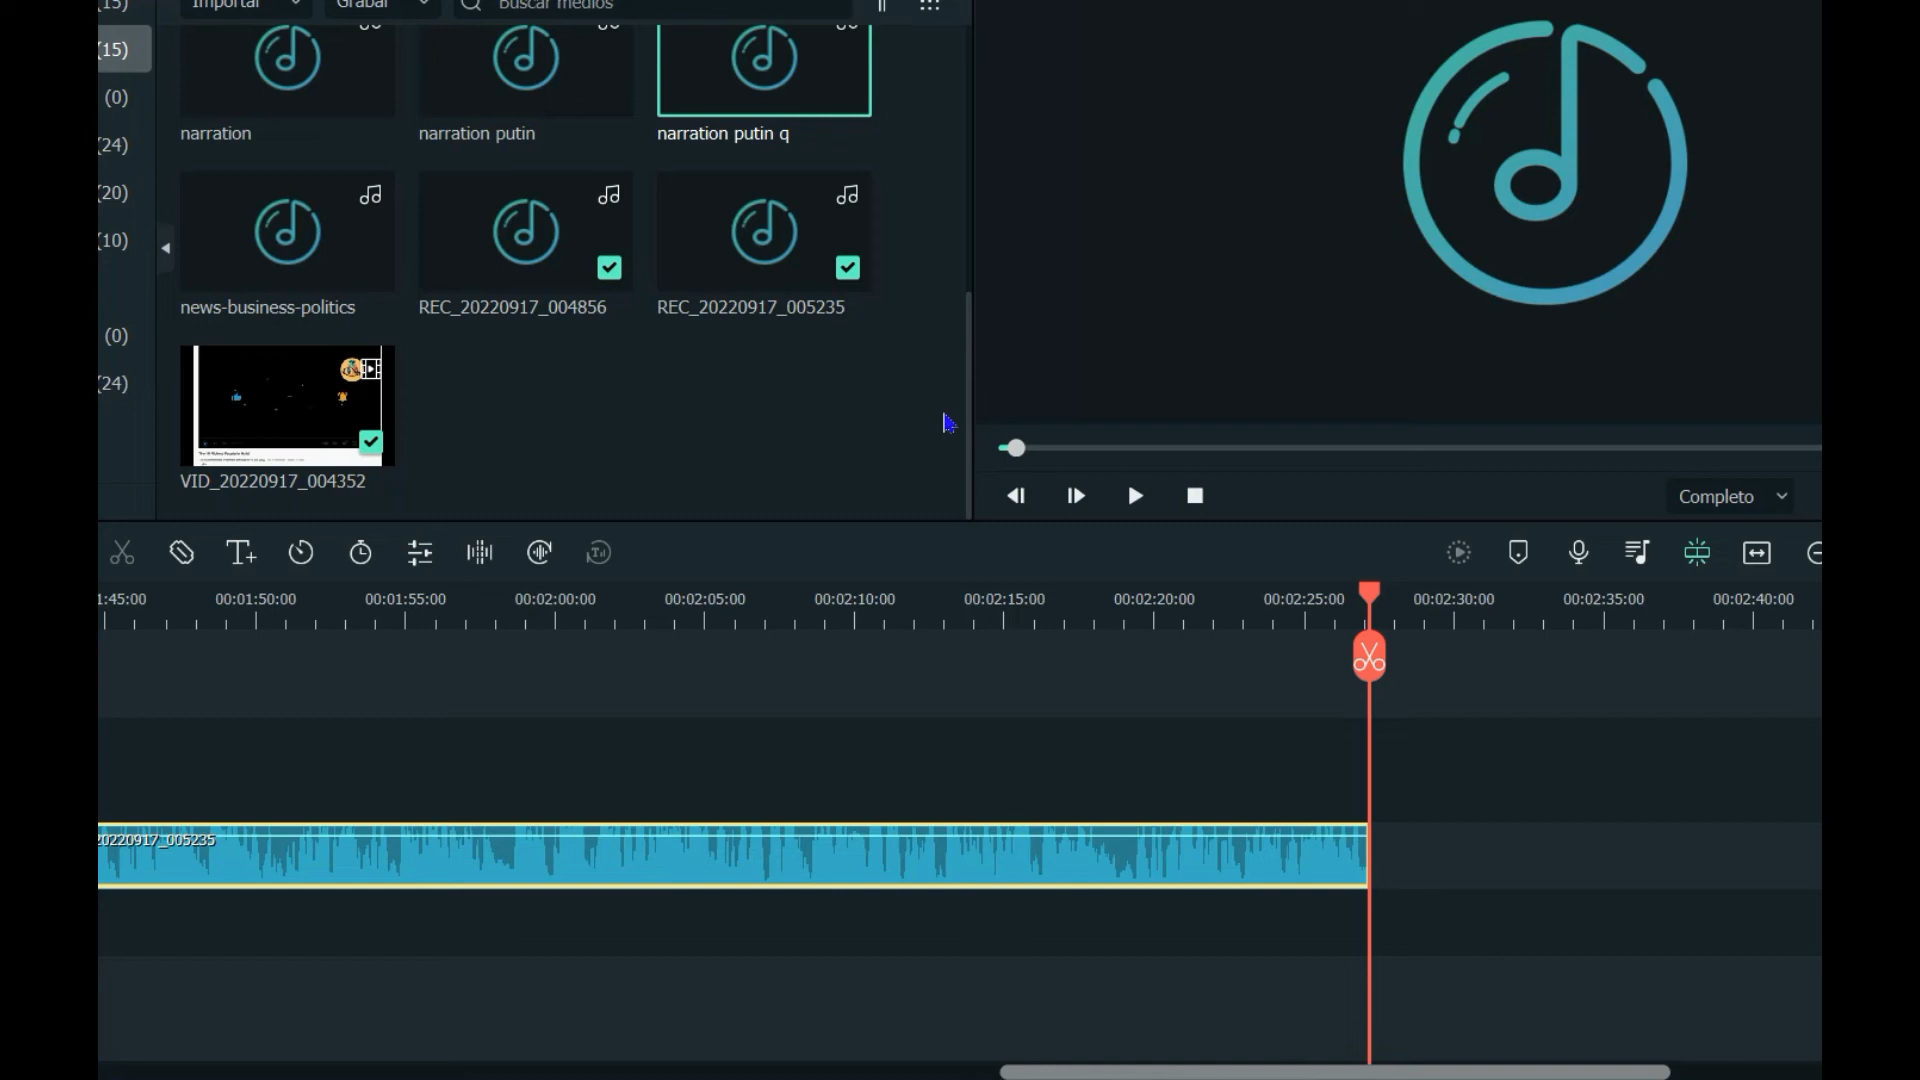 (15)
Importar
Grabar
Buscar medios
(15)
(0)
(24)
(20)
(10)
(0)
(24)
narration
narration putin
narration putin q
news-business-politics
REC_20220917_004856
REC_20220917_005235
VID_20220917_004352
Completo
1:45:00
00:01:50:00
00:01:55:00
00:02:00:00
00:02:05:00
00:02:10:00
00:02:15:00
00:02:20:00
00:02:25:00
00:02:30:00
00:02:35:00
00:02:40:00
20220917_005235